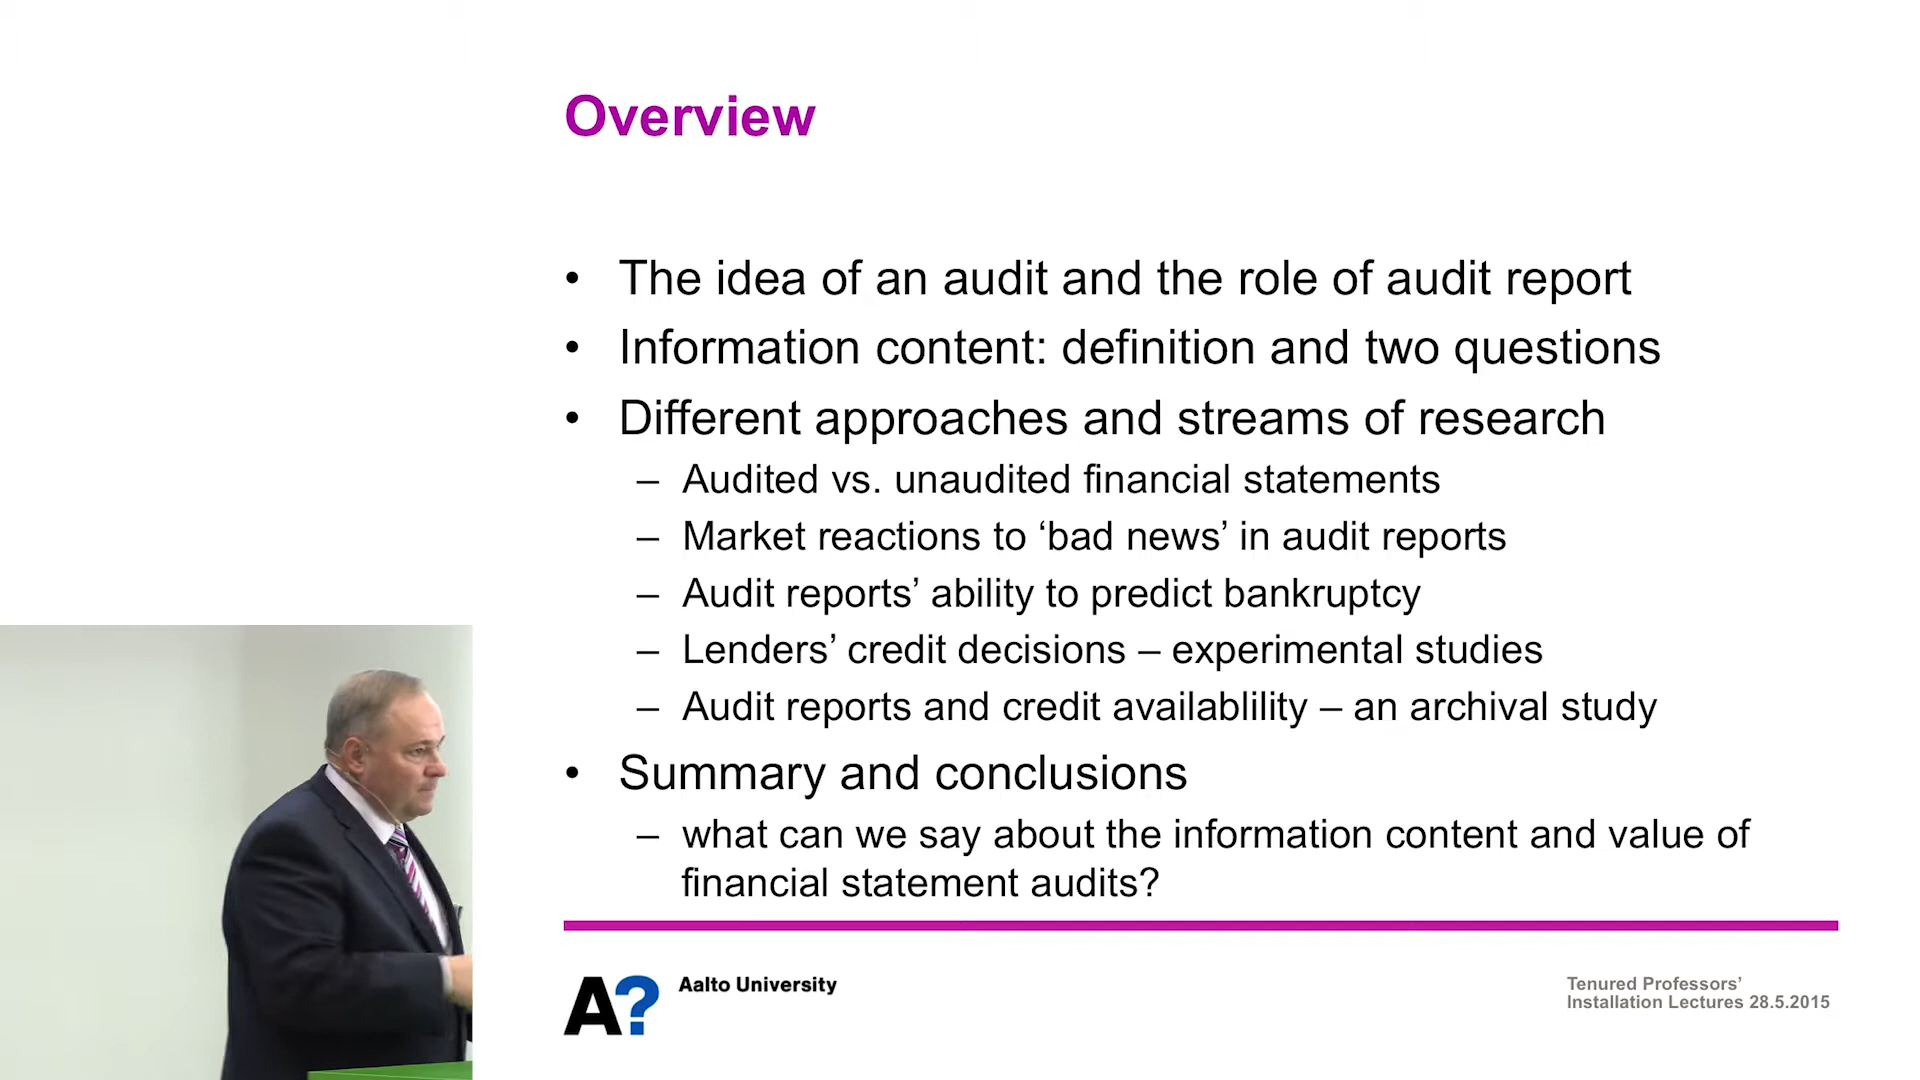 Overview
• The idea of an audit and the role of audit report
• Information content: definition and two questions
• Different approaches and streams of research
– Audited vs. unaudited financial statements
– Market reactions to ‘bad news’ in audit reports
– Audit reports’ ability to predict bankruptcy
– Lenders’ credit decisions – experimental studies
– Audit reports and credit availablility – an archival study
• Summary and conclusions
– what can we say about the information content and value of
financial statement audits?
A?
Aalto University
Tenured Professors’
Installation Lectures 28.5.2015